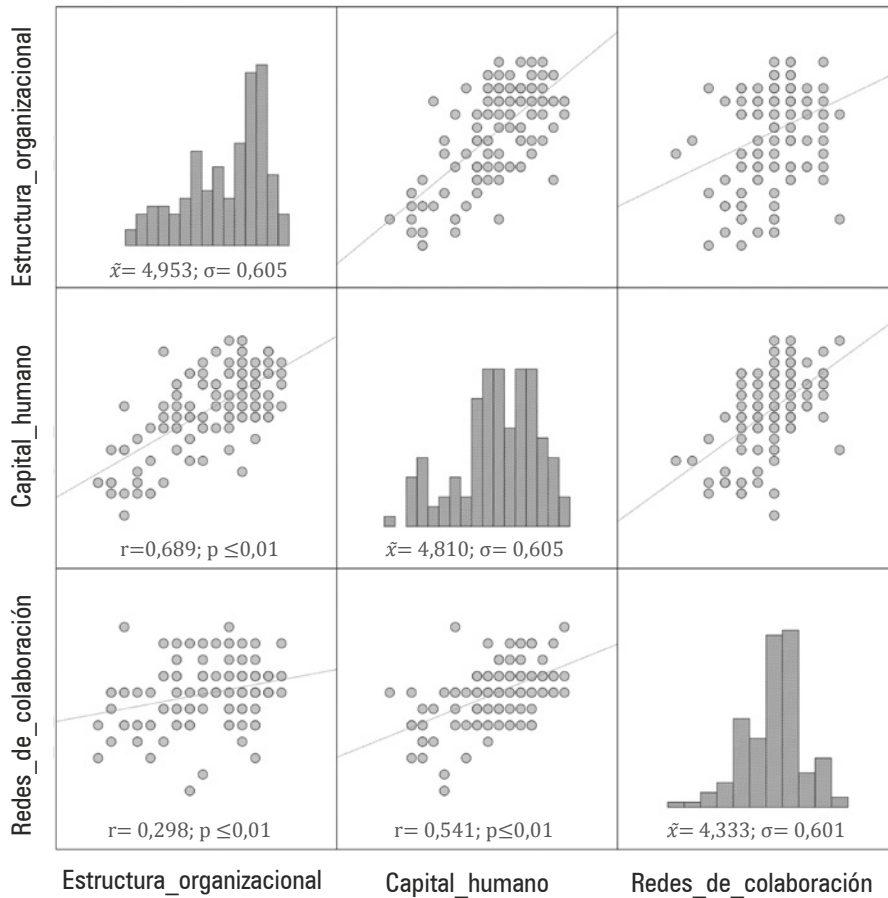 Estructura_organizacional
x̃= 4,953; σ= 0,605
Capital_humano
r=0,689; p ≤0,01
x̃= 4,810; σ= 0,605
Redes_de_colaboración
r= 0,298; p ≤0,01
r= 0,541; p≤0,01
x̃= 4,333; σ= 0,601
Estructura_organizacional
Capital_humano
Redes_de_colaboración